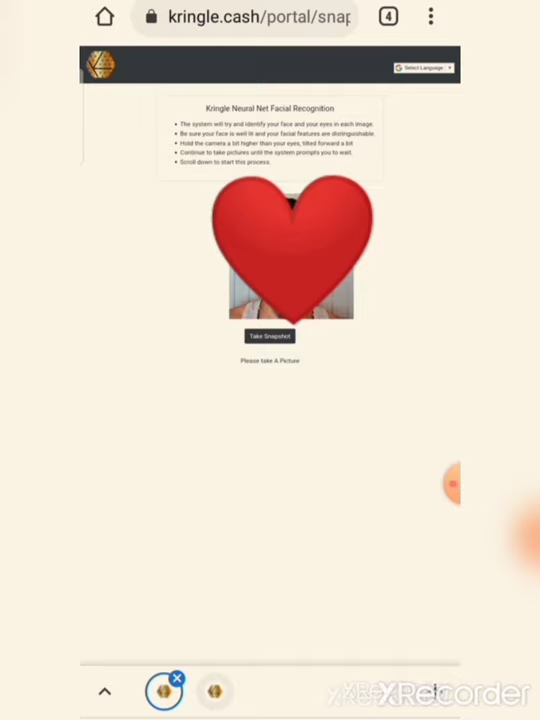 kringle.cash/portal/snap
4
Select Language
Kringle Neural Net Facial Recognition
The system will try and identify your face and your eyes in each image.
Be sure your face is well lit and your facial features are distinguishable.
Hold the camera a bit higher than your eyes, tilted forward a bit
Continue to take pictures until the system prompts you to wait.
Scroll down to start this process.
Take Snapshot
Please take A Picture
XRecorder